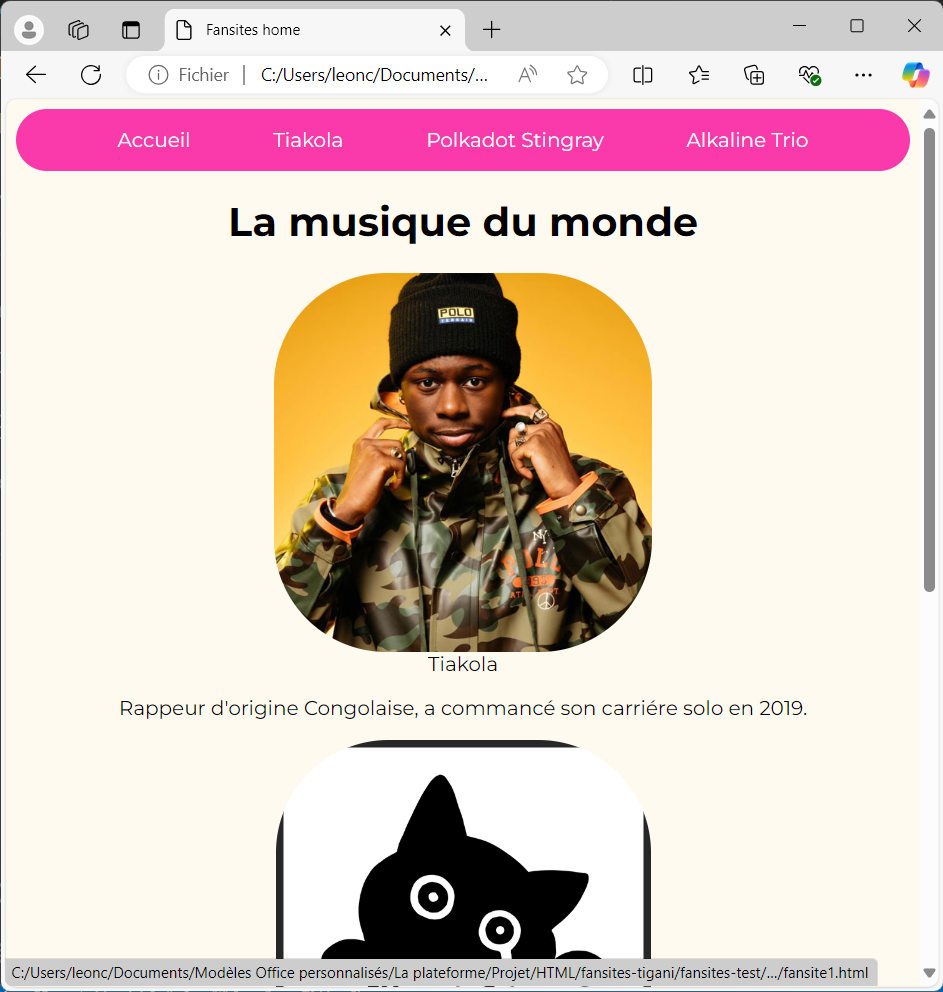 Fansites home
Fichier | C:/Users/leonc/Documents/...
Accueil Tiakola Polkadot Stingray Alkaline Trio
La musique du monde
POLO
NY
Tiakola
Rappeur d'origine Congolaise, a commancé son carriére solo en 2019.
C:/Users/leonc/Documents/Modèles Office personnalisés/La plateforme/Projet/HTML/fansites-tigani/fansites-test/.../fansite1.html